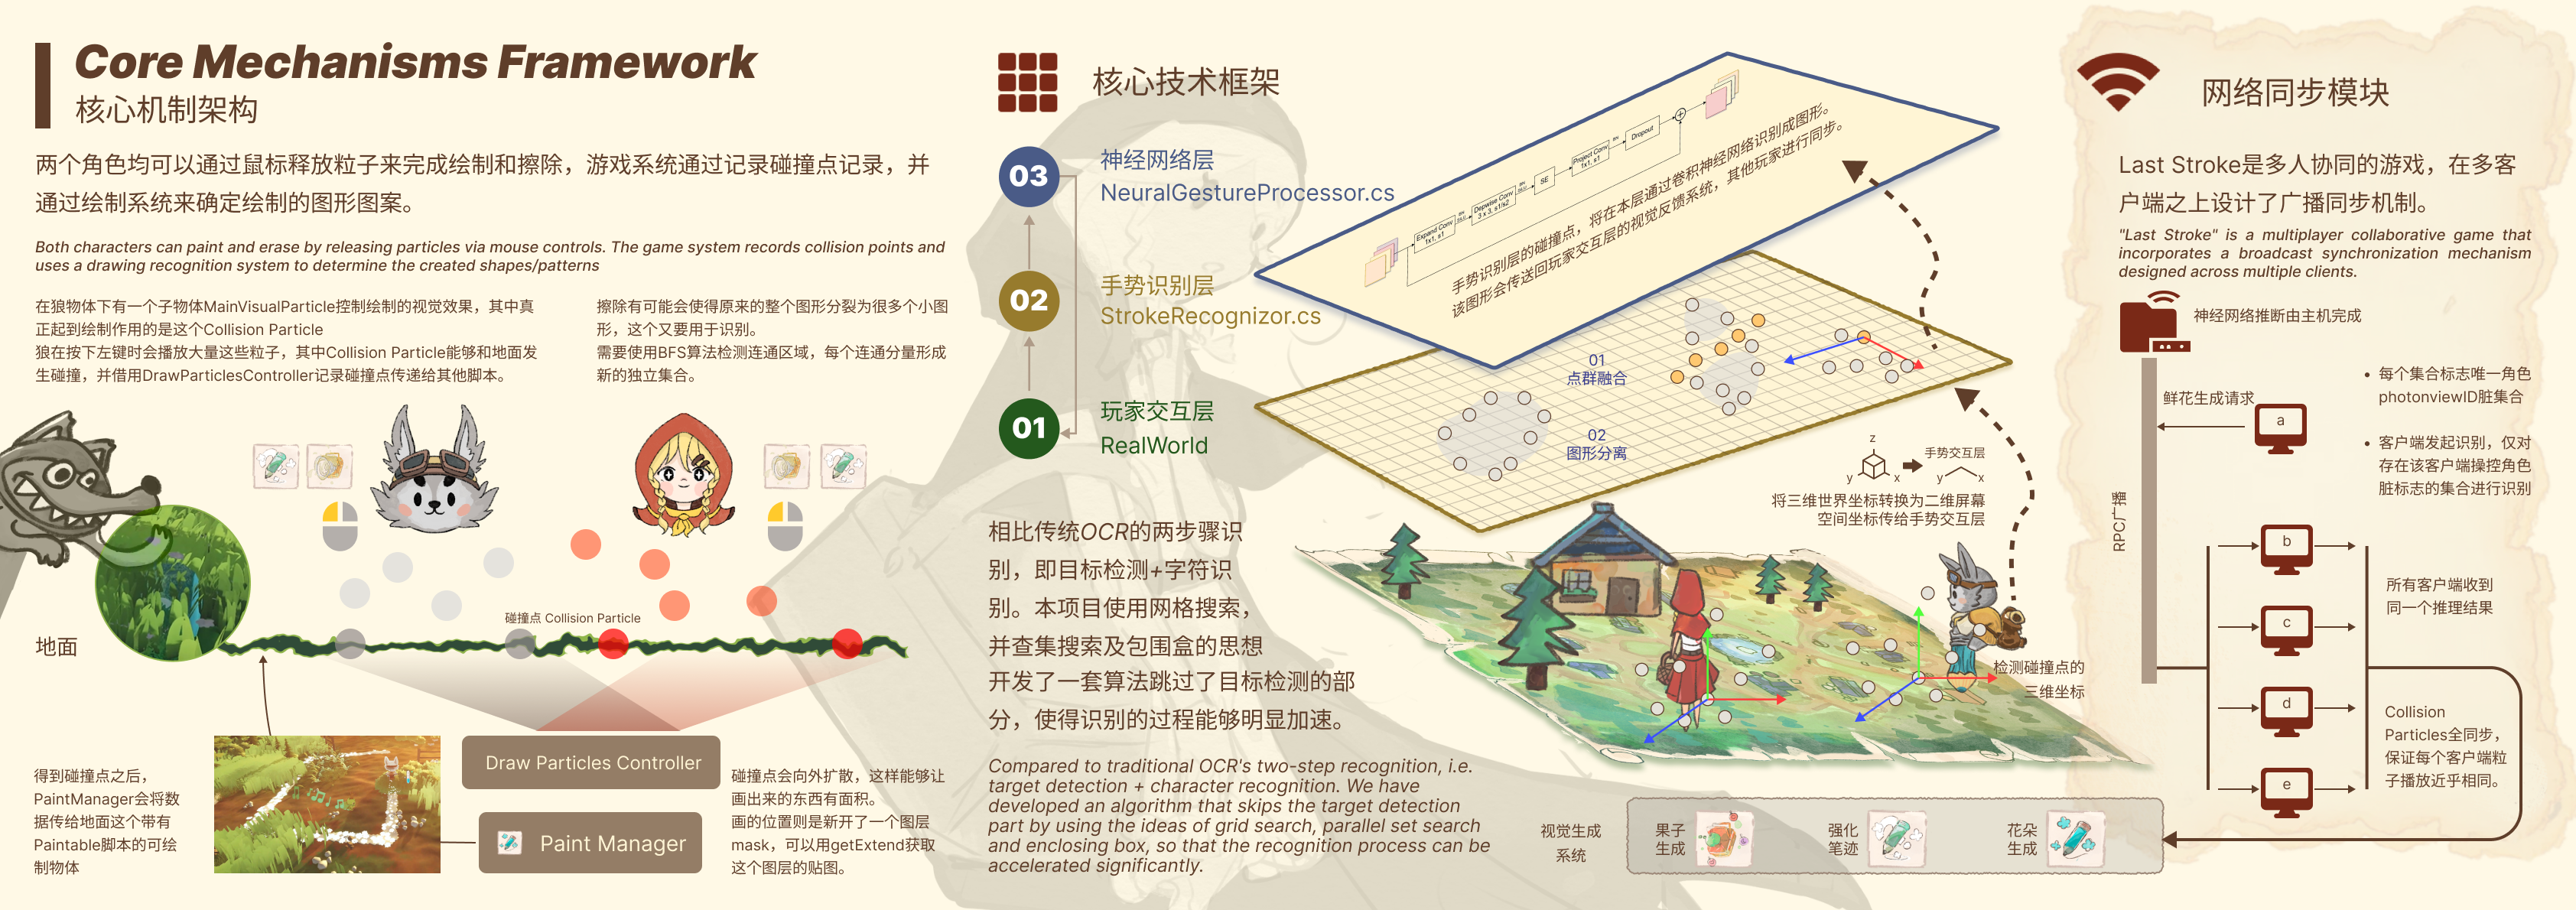 Core Mechanisms Framework
核心机制架构
两个角色均可以通过鼠标释放粒子来完成绘制和擦除，游戏系统通过记录碰撞点记录，并
通过绘制系统来确定绘制的图形图案。
Both characters can paint and erase by releasing particles via mouse controls. The game system records collision points and
uses a drawing recognition system to determine the created shapes/patterns
在狼物体下有一个子物体MainVisualParticle控制绘制的视觉效果，其中真
正起到绘制作用的是这个Collision Particle
狼在按下左键时会播放大量这些粒子，其中Collision Particle能够和地面发
生碰撞，并借用DrawParticlesController记录碰撞点传递给其他脚本。
擦除有可能会使得原来的整个图形分裂为很多个小图
形，这个又要用于识别。
需要使用BFS算法检测连通区域，每个连通分量形成
新的独立集合。
碰撞点 Collision Particle
地面
得到碰撞点之后，
PaintManager会将数
据传给地面这个带有
Paintable脚本的可绘
制物体
Draw Particles Controller
Paint Manager
碰撞点会向外扩散，这样能够让
画出来的东西有面积。
画的位置则是新开了一个图层
mask，可以用getExtend获取
这个图层的贴图。
核心技术框架
03
神经网络层
NeuralGestureProcessor.cs
02
手势识别层
StrokeRecognizor.cs
01
玩家交互层
RealWorld
相比传统OCR的两步骤识
别，即目标检测+字符识
别。本项目使用网格搜索，
并查集搜索及包围盒的思想
开发了一套算法跳过了目标检测的部
分，使得识别的过程能够明显加速。
Compared to traditional OCR's two-step recognition, i.e.
target detection + character recognition. We have
developed an algorithm that skips the target detection
part by using the ideas of grid search, parallel set search
and enclosing box, so that the recognition process can be
accelerated significantly.
Expand Conv
1x1, s1
Depwise Conv
3 x 3, s1/s2
SE
Project Conv
1x1, s1
Dropout
手势识别层的碰撞点，将在本层通过卷积神经网络识别成图形。
该图形会传送回玩家交互层的视觉反馈系统，其他玩家进行同步。
01
点群融合
02
图形分离
z
y
x
手势交互层
y
x
将三维世界坐标转换为二维屏幕
空间坐标传给手势交互层
检测碰撞点的
三维坐标
视觉生成
系统
果子
生成
强化
笔迹
花朵
生成
网络同步模块
Last Stroke是多人协同的游戏，在多客
户端之上设计了广播同步机制。
"Last Stroke" is a multiplayer collaborative game that
incorporates a broadcast synchronization mechanism
designed across multiple clients.
神经网络推断由主机完成
鲜花生成请求
a
• 每个集合标志唯一角色
photonviewID脏集合
• 客户端发起识别，仅对
存在该客户端操控角色
脏标志的集合进行识别
RPC广播
b
c
d
e
所有客户端收到
同一个推理结果
Collision
Particles全同步，
保证每个客户端粒
子播放近乎相同。